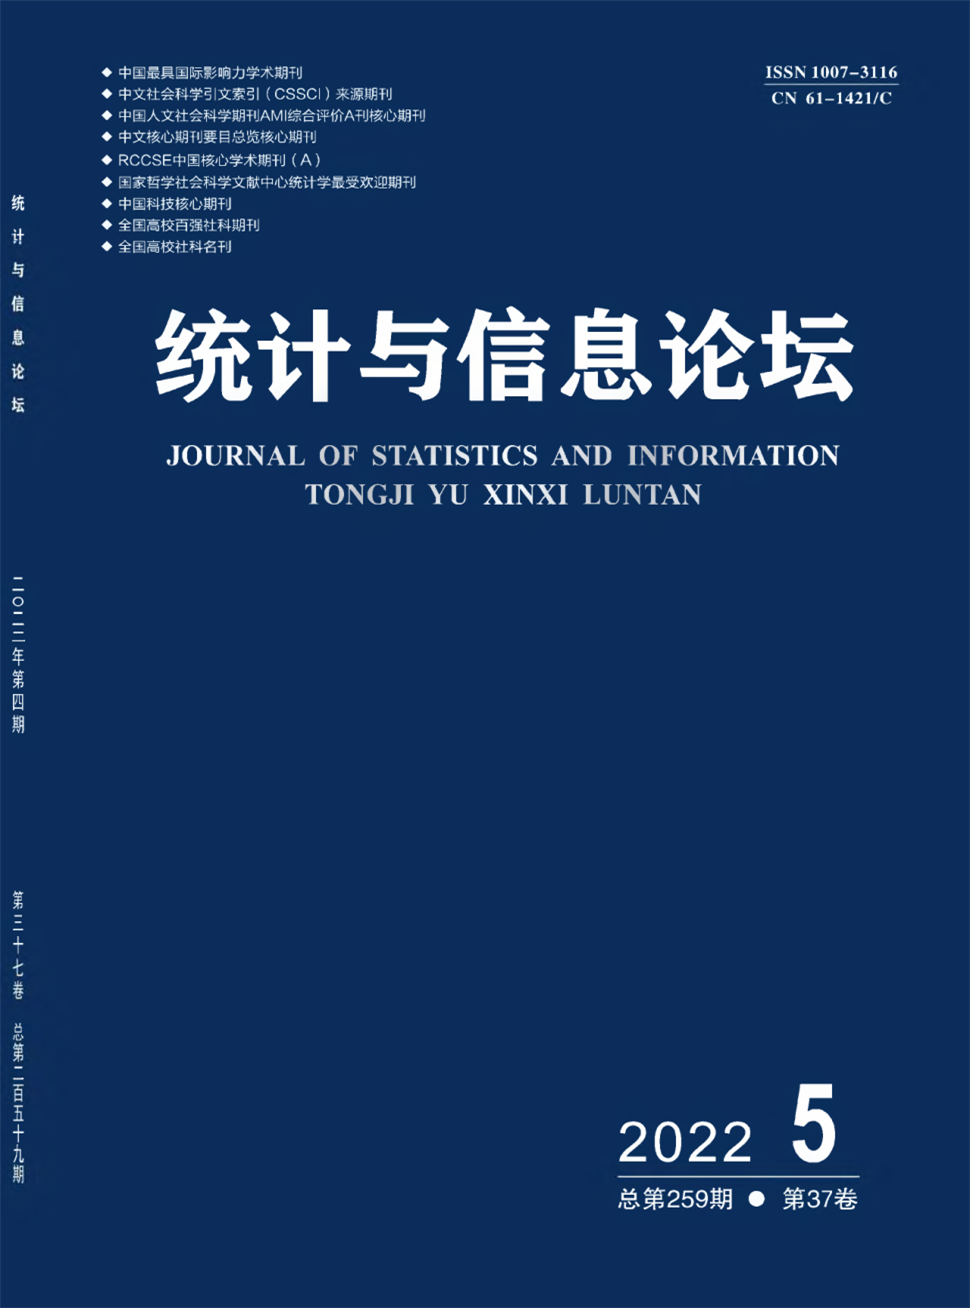 ◆ 中国最具国际影响力学术期刊
◆ 中文社会科学引文索引（CSSCI）来源期刊
◆ 中国人文社会科学期刊AMI综合评价A刊核心期刊
◆ 中文核心期刊要目总览核心期刊
◆ RCCSE中国核心学术期刊（A）
◆ 国家哲学社会科学文献中心统计学最受欢迎期刊
◆ 中国科技核心期刊
◆ 全国高校百强社科期刊
◆ 全国高校社科名刊
ISSN 1007-3116
CN 61-1421/C
统计与信息论坛
JOURNAL OF STATISTICS AND INFORMATION
TONGJI YU XINXI LUNTAN
统计与信息论坛
二〇二二年第四期
第三十七卷 总第二百五十九期
2022 5
总第259期 ● 第37卷